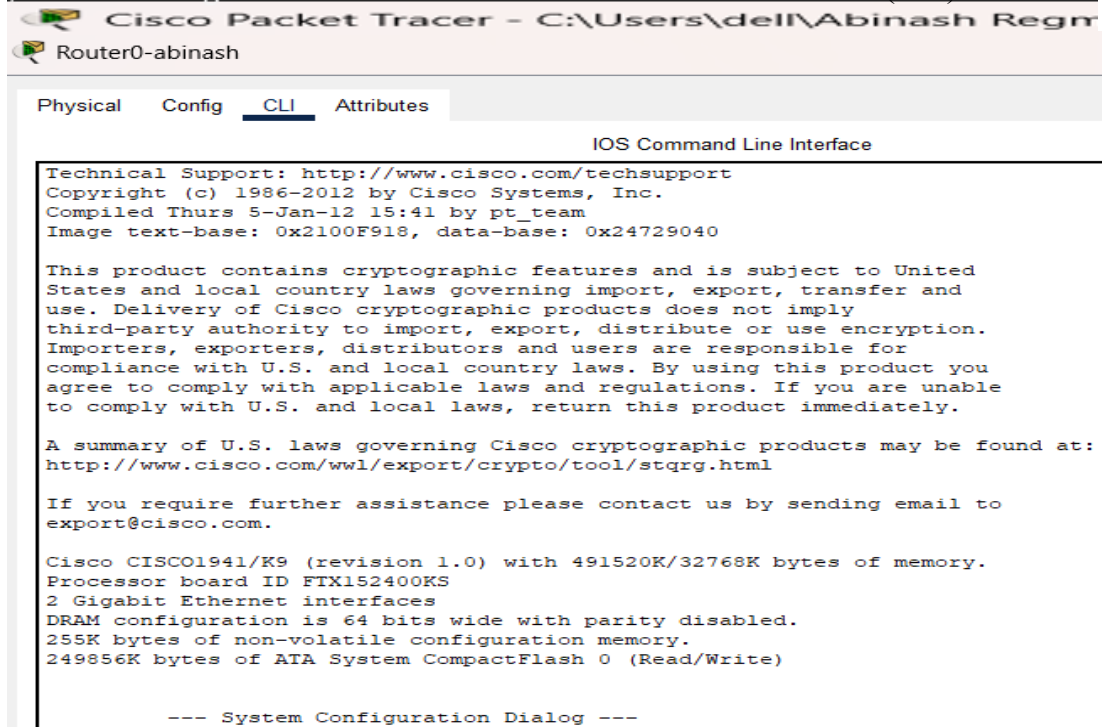 Cisco Packet Tracer - C:\Users\dell\Abinash Regm
Router0-abinash
Physical Config CLI Attributes
IOS Command Line Interface
Technical Support: http://www.cisco.com/techsupport
Copyright (c) 1986-2012 by Cisco Systems, Inc.
Compiled Thurs 5-Jan-12 15:41 by pt_team
Image text-base: 0x2100F918, data-base: 0x24729040
This product contains cryptographic features and is subject to United
States and local country laws governing import, export, transfer and
use. Delivery of Cisco cryptographic products does not imply
third-party authority to import, export, distribute or use encryption.
Importers, exporters, distributors and users are responsible for
compliance with U.S. and local country laws. By using this product you
agree to comply with applicable laws and regulations. If you are unable
to comply with U.S. and local laws, return this product immediately.
A summary of U.S. laws governing Cisco cryptographic products may be found at:
http://www.cisco.com/wwl/export/crypto/tool/stqrg.html
If you require further assistance please contact us by sending email to
export@cisco.com.
Cisco CISCO1941/K9 (revision 1.0) with 491520K/32768K bytes of memory.
Processor board ID FTX152400KS
2 Gigabit Ethernet interfaces
DRAM configuration is 64 bits wide with parity disabled.
255K bytes of non-volatile configuration memory.
249856K bytes of ATA System CompactFlash 0 (Read/Write)
--- System Configuration Dialog ---